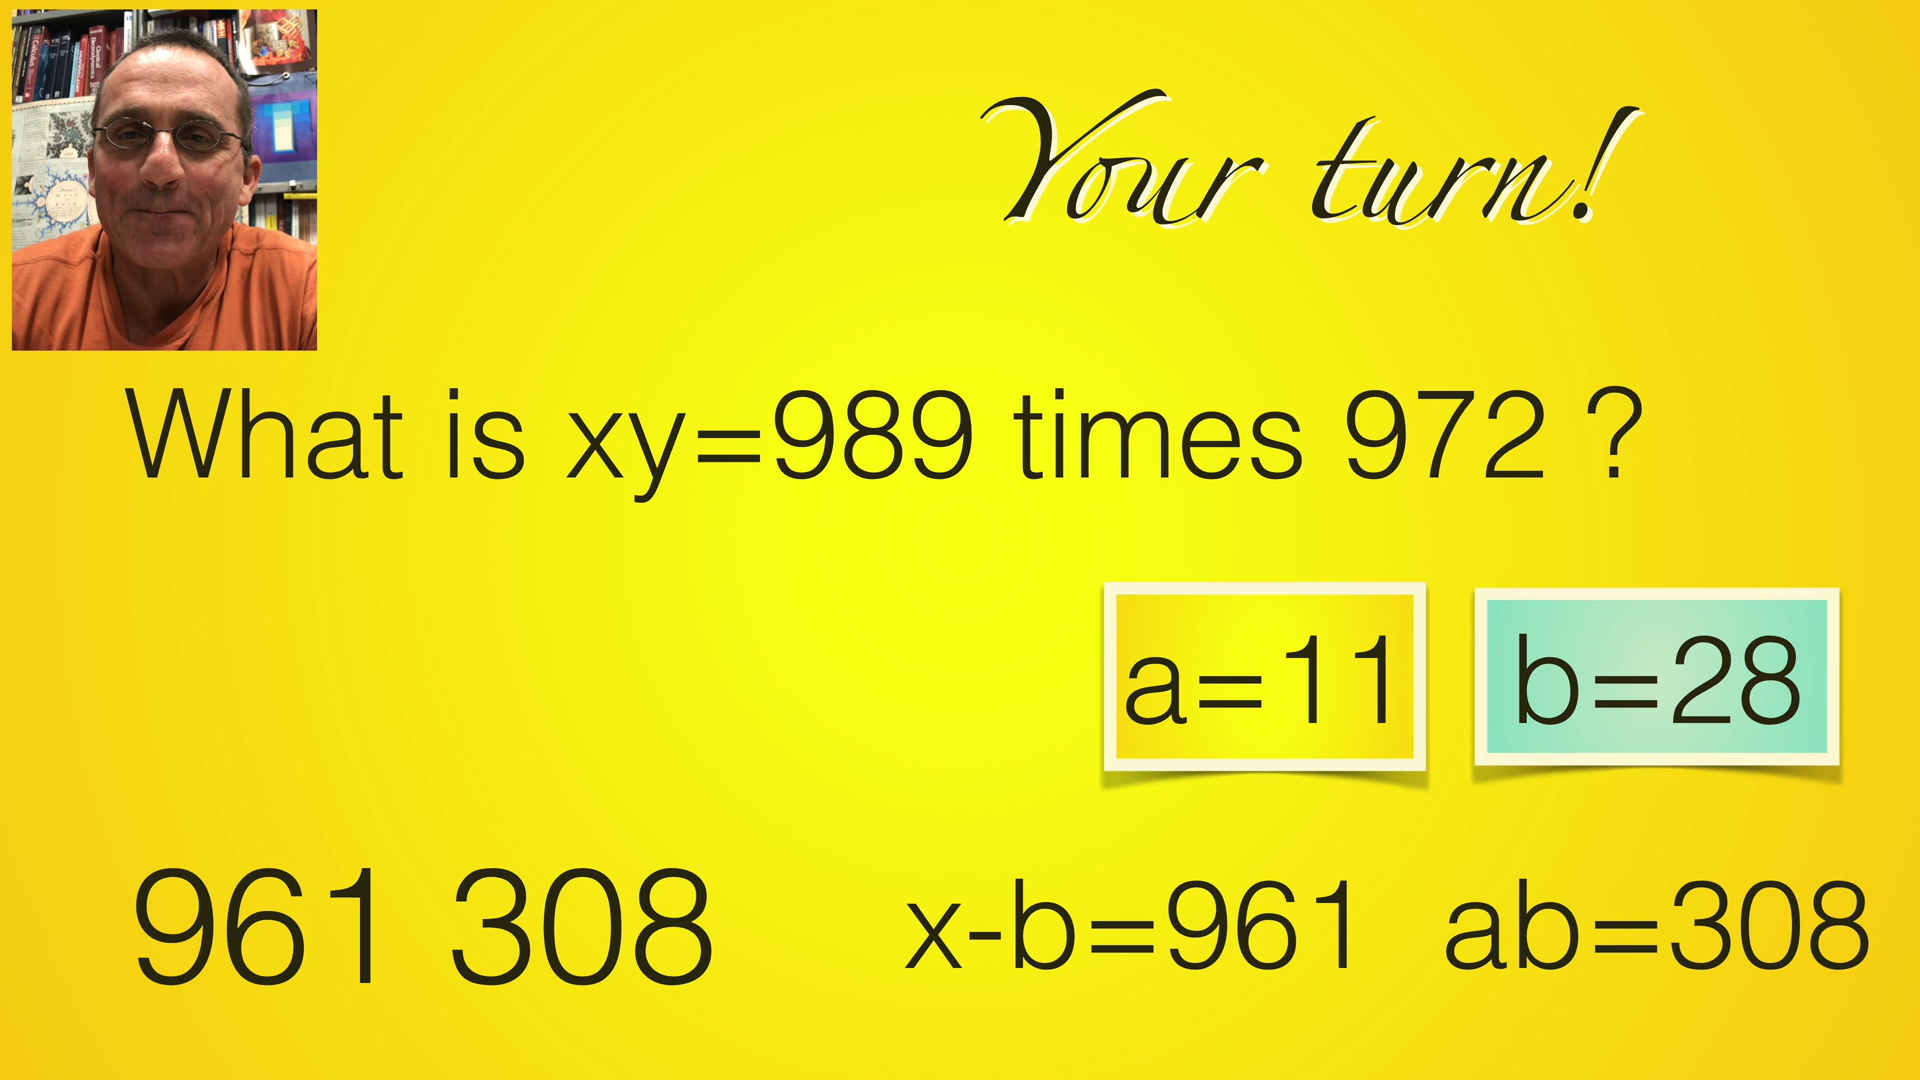 Your turn!
What is xy=989 times 972 ?
a=11 b=28
961 308 x-b=961 ab=308